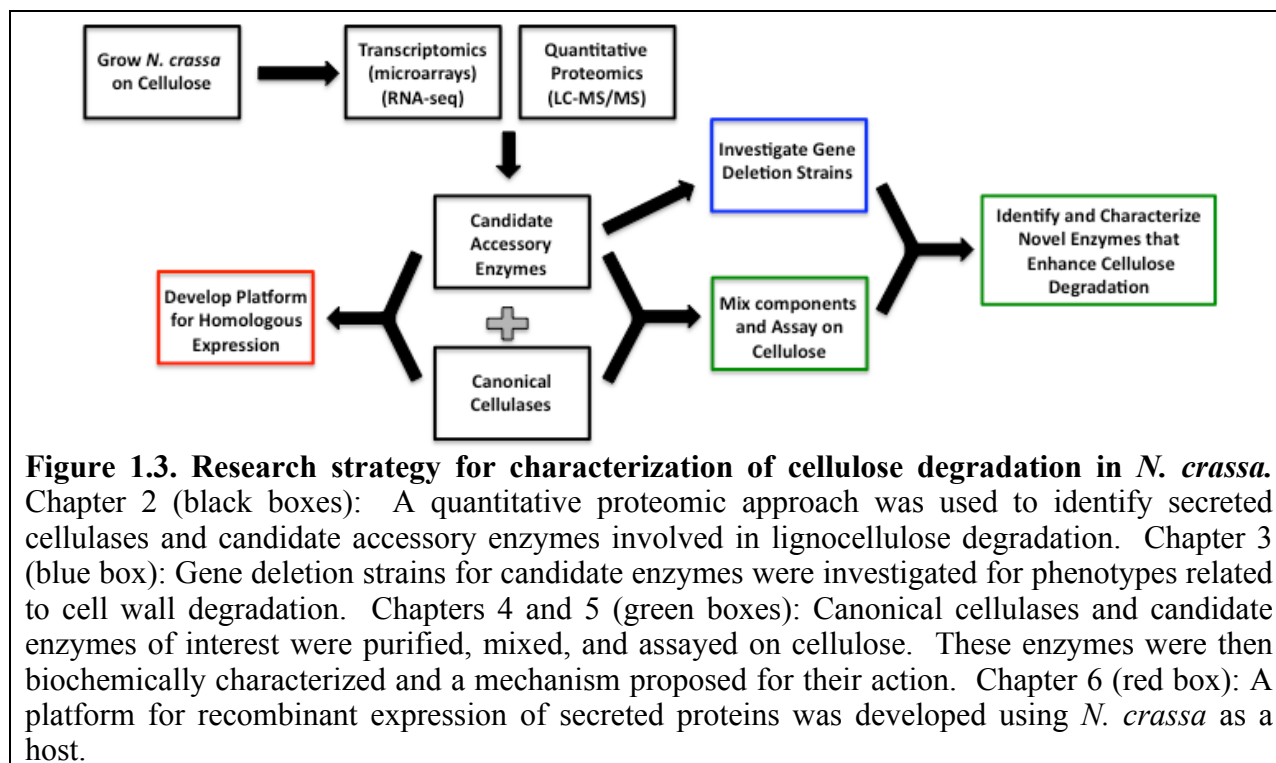 Grow N. crassa
on Cellulose
Transcriptomics
(microarrays)
(RNA-seq)
Quantitative
Proteomics
(LC-MS/MS)
Investigate Gene
Deletion Strains
Candidate
Accessory
Enzymes
Identify and Characterize
Novel Enzymes that
Enhance Cellulose
Degradation
Develop Platform
for Homologous
Expression
Mix components
and Assay on
Cellulose
Canonical
Cellulases
Figure 1.3. Research strategy for characterization of cellulose degradation in N. crassa.
Chapter 2 (black boxes): A quantitative proteomic approach was used to identify secreted
cellulases and candidate accessory enzymes involved in lignocellulose degradation. Chapter 3
(blue box): Gene deletion strains for candidate enzymes were investigated for phenotypes related
to cell wall degradation. Chapters 4 and 5 (green boxes): Canonical cellulases and candidate
enzymes of interest were purified, mixed, and assayed on cellulose. These enzymes were then
biochemically characterized and a mechanism proposed for their action. Chapter 6 (red box): A
platform for recombinant expression of secreted proteins was developed using N. crassa as a
host.